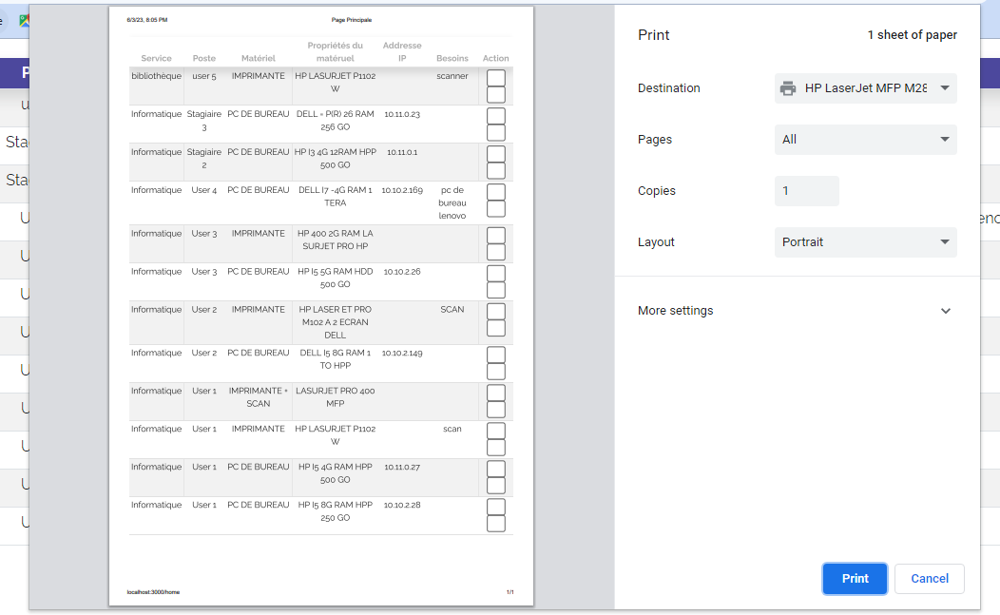 6/3/23, 8:05 PM Page Principale
Service Poste Matériel Propriétés du matéruel Addresse IP Besoins Action
bibliothèque user 5 IMPRIMANTE HP LASURJET P1102 W scanner
Informatique Stagiaire 3 PC DE BUREAU DELL + P(R) 26 RAM 256 GO 10.11.0.23
Informatique Stagiaire 2 PC DE BUREAU HP I3 4G 12RAM HPP 500 GO 10.11.0.1
Informatique User 4 PC DE BUREAU DELL I7 -4G RAM 1 TERA 10.10.2.169 pc de bureau lenovo
Informatique User 3 IMPRIMANTE HP 400 2G RAM LA SURJET PRO HP
Informatique User 3 PC DE BUREAU HP I5 5G RAM HDD 500 GO 10.10.2.26
Informatique User 2 IMPRIMANTE HP LASER ET PRO M102 A 2 ECRAN DELL SCAN
Informatique User 2 PC DE BUREAU DELL I5 8G RAM 1 TO HPP 10.10.2.149
Informatique User 1 IMPRIMANTE + SCAN LASURJET PRO 400 MFP
Informatique User 1 IMPRIMANTE HP LASURJET P1102 W scan
Informatique User 1 PC DE BUREAU HP I5 4G RAM HPP 500 GO 10.11.0.27
Informatique User 1 PC DE BUREAU HP I5 8G RAM HPP 250 GO 10.10.2.28
localhost:3000/home 1/1
Print 1 sheet of paper
Destination HP LaserJet MFP M28
Pages All
Copies 1
Layout Portrait
More settings
Print Cancel